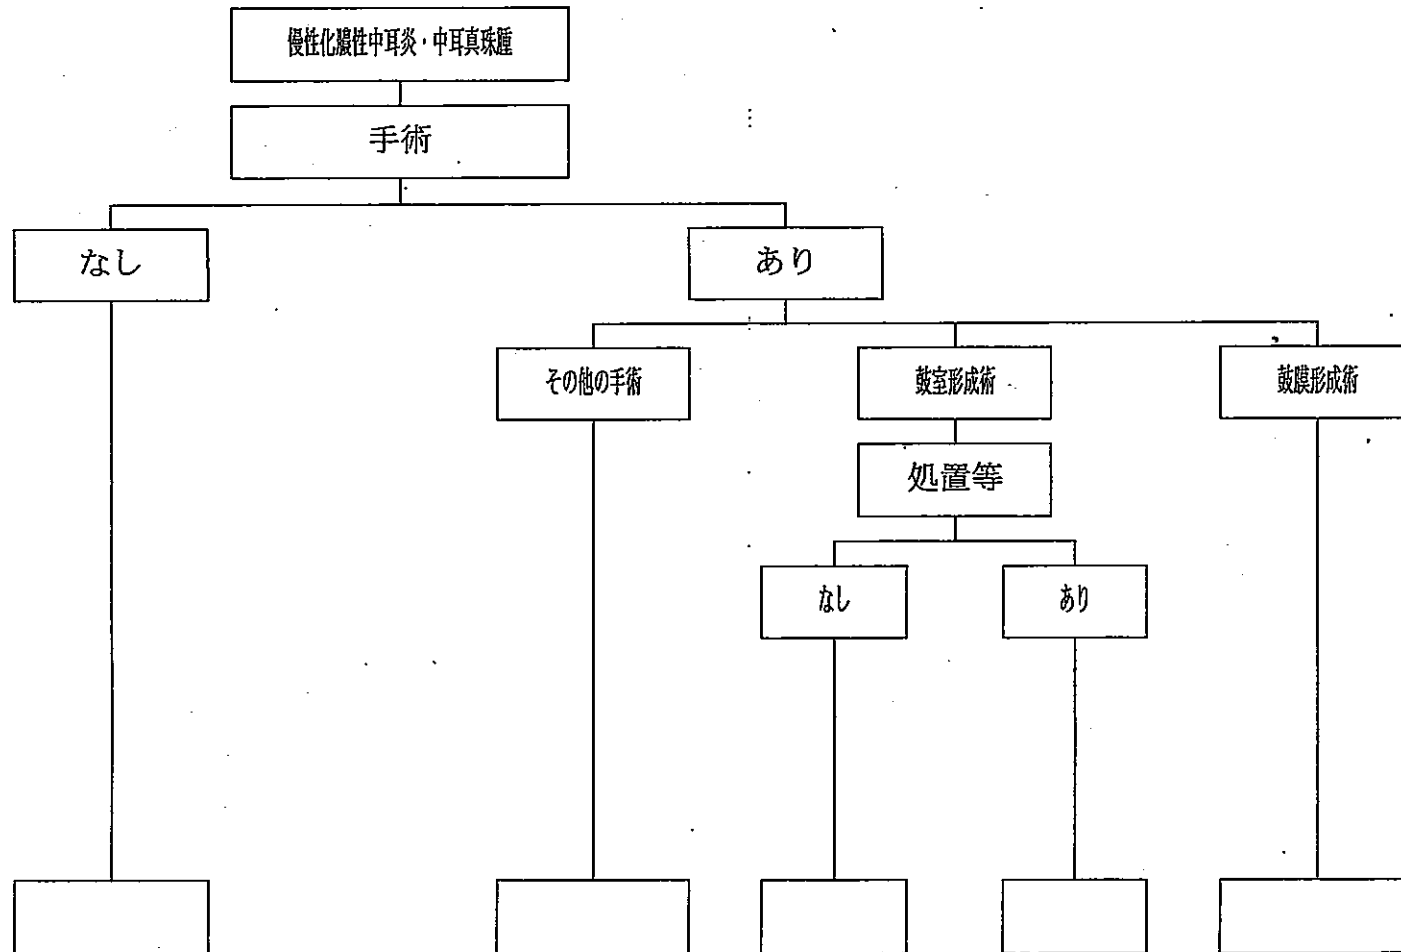 慢性化膿性中耳炎・中耳真珠腫
手術
なし
あり
その他の手術
鼓室形成術
鼓膜形成術
処置等
なし
あり